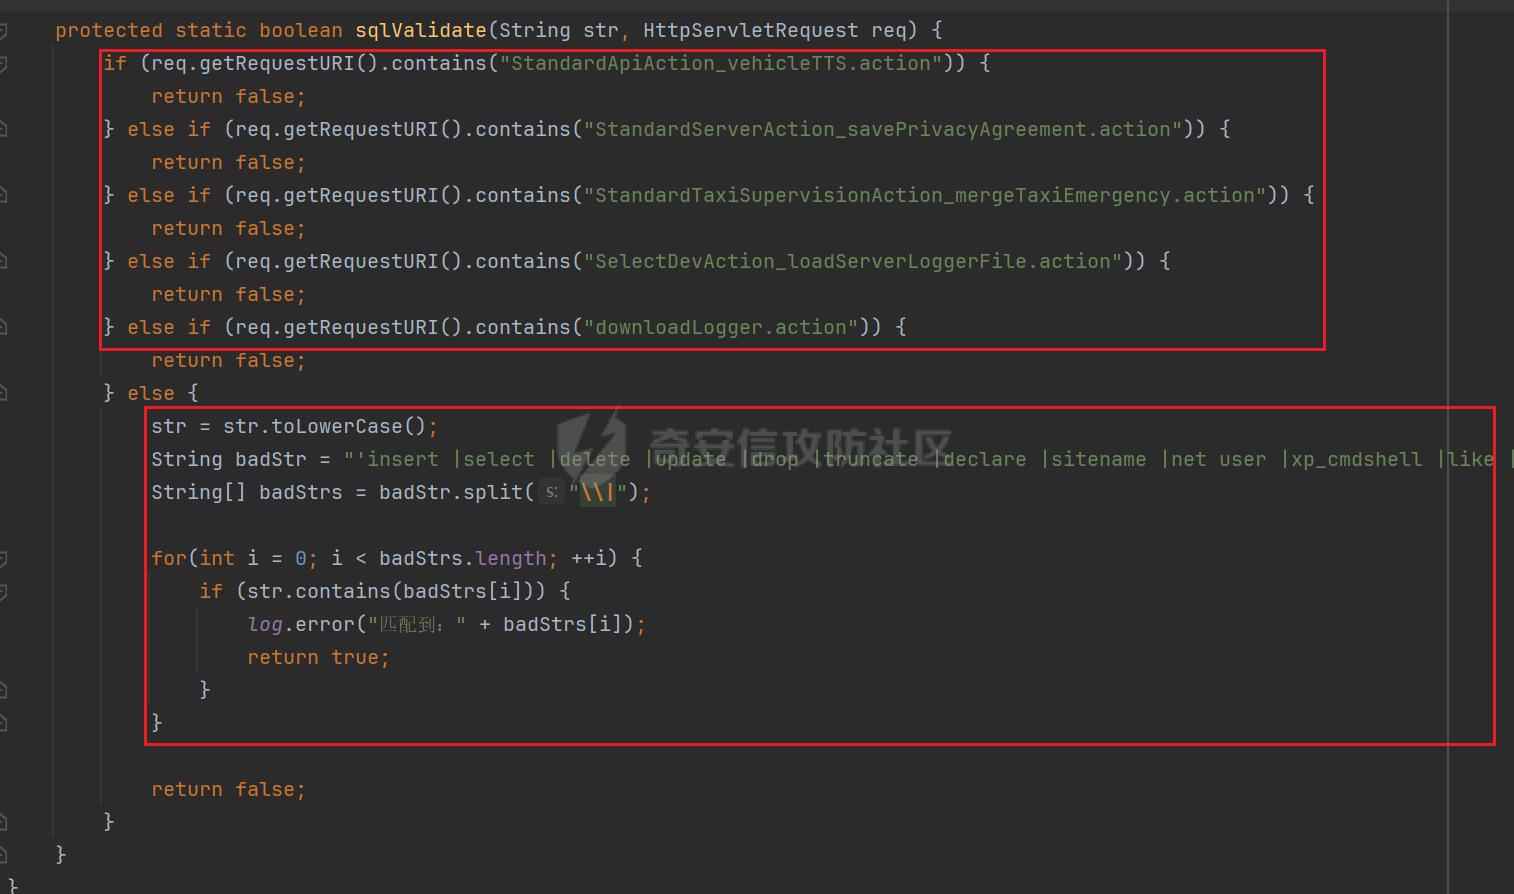 protected static boolean sqlValidate(String str, HttpServletRequest req) {
if (req.getRequestURI().contains("StandardApiAction_vehicleTTS.action")) {
return false;
} else if (req.getRequestURI().contains("StandardServerAction_savePrivacyAgreement.action")) {
return false;
} else if (req.getRequestURI().contains("StandardTaxiSupervisionAction_mergeTaxiEmergency.action")) {
return false;
} else if (req.getRequestURI().contains("SelectDevAction_loadServerLoggerFile.action")) {
return false;
} else if (req.getRequestURI().contains("downloadLogger.action")) {
return false;
} else {
str = str.toLowerCase();
奇安信攻防社区
String badStr = "'insert |select |delete |update |drop |truncate |declare |sitename |net user |xp_cmdshell |like |
String[] badStrs = badStr.split( s: "\\|");
for(int i = 0; i < badStrs.length; ++i) {
if (str.contains(badStrs[i])) {
log.error("匹配到：" + badStrs[i]);
return true;
}
}
return false;
}
}
}